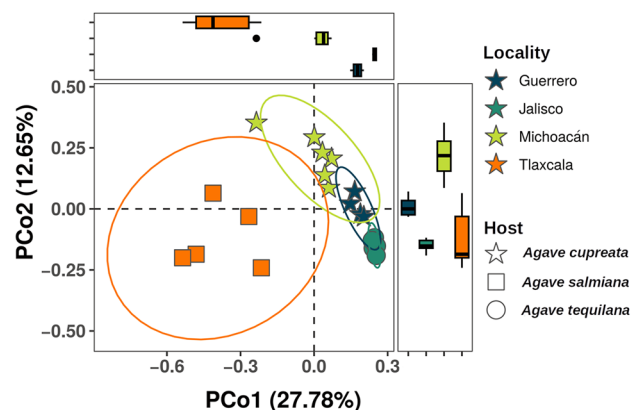 Locality
Guerrero
Jalisco
Michoacán
Tlaxcala
Host
Agave cupreata
Agave salmiana
Agave tequilana
PCo2 (12.65%)
0.50
0.25
0.00
−0.25
−0.50
−0.6
−0.3
0.0
0.3
PCo1 (27.78%)